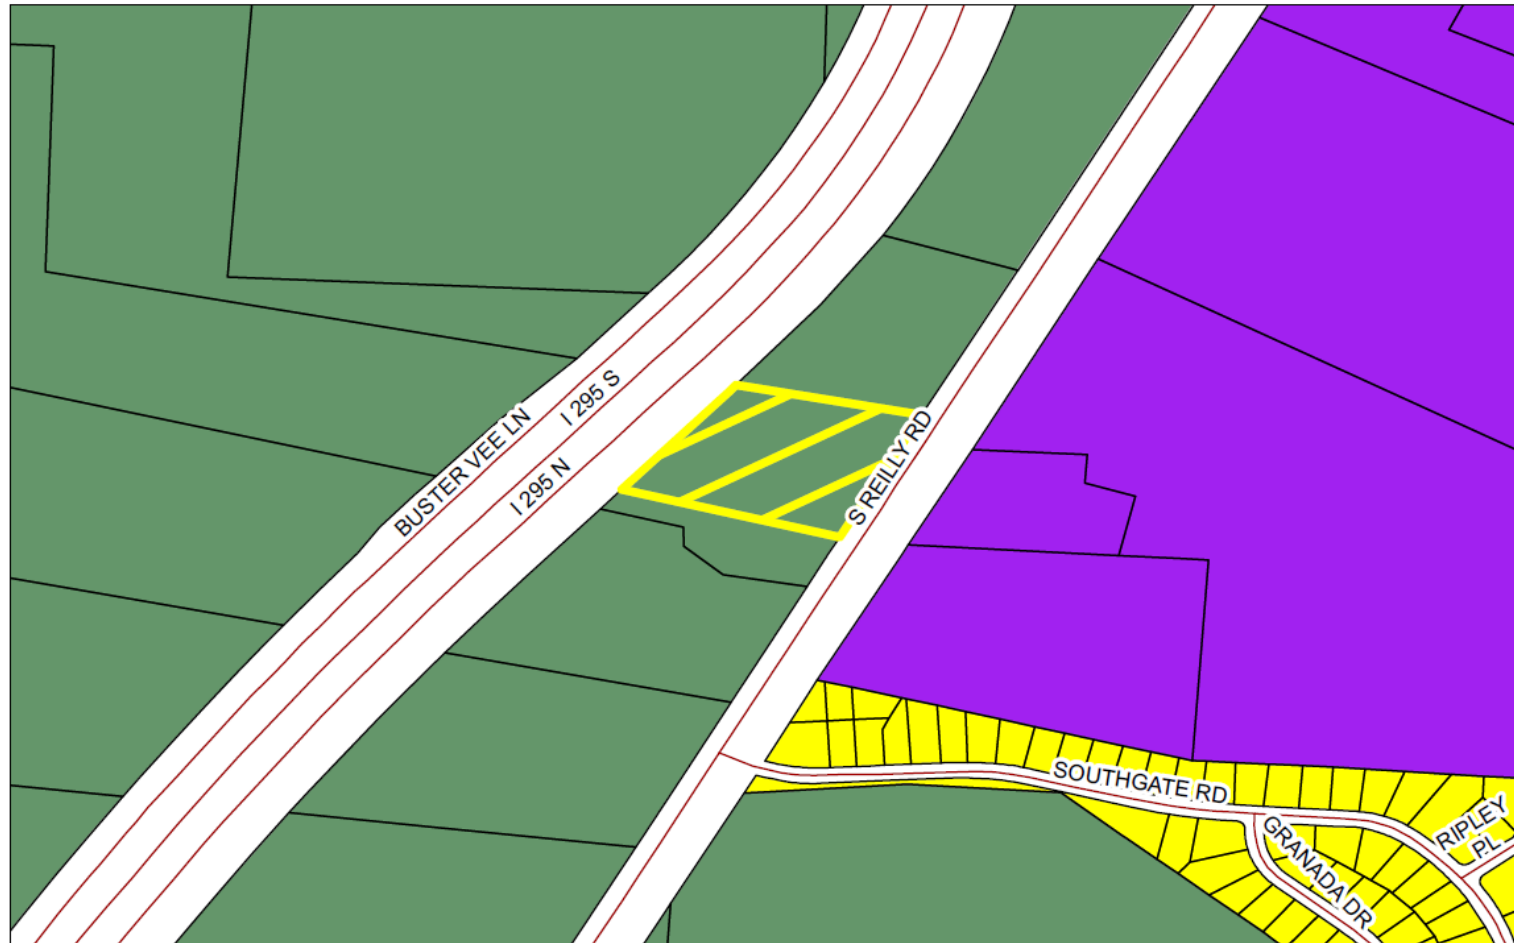 I 295 S
BUSTER VEE LN
S REILLY RD
I 295 N
SOUTHGATE RD
RIPLEY
PL
GRANADA DR